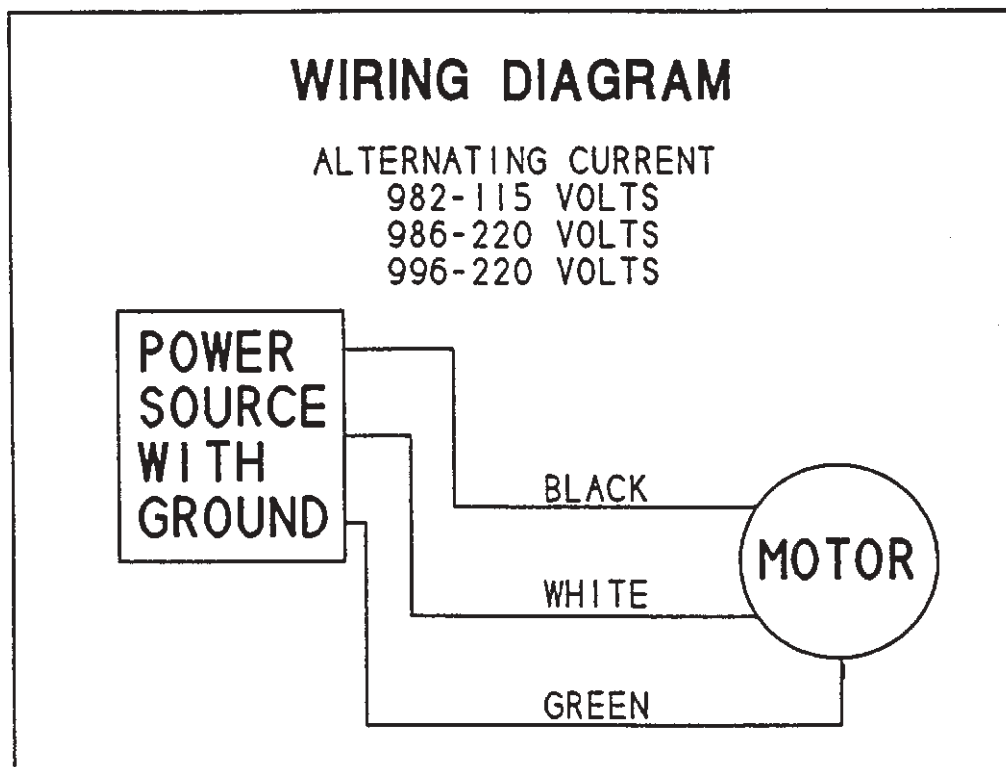 WIRING DIAGRAM
ALTERNATING CURRENT
982-115 VOLTS
986-220 VOLTS
996-220 VOLTS
POWER
SOURCE
WITH
GROUND
BLACK
MOTOR
WHITE
GREEN